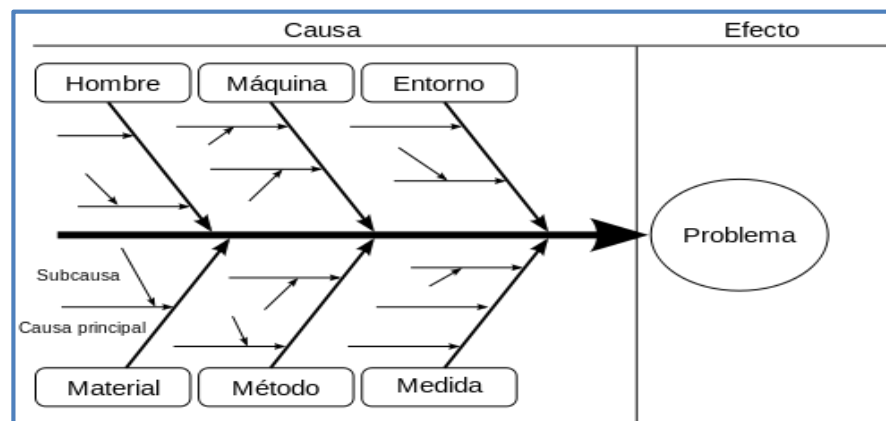 Causa
Efecto
Hombre
Máquina
Entorno
Problema
Subcausa
Causa principal
Material
Método
Medida